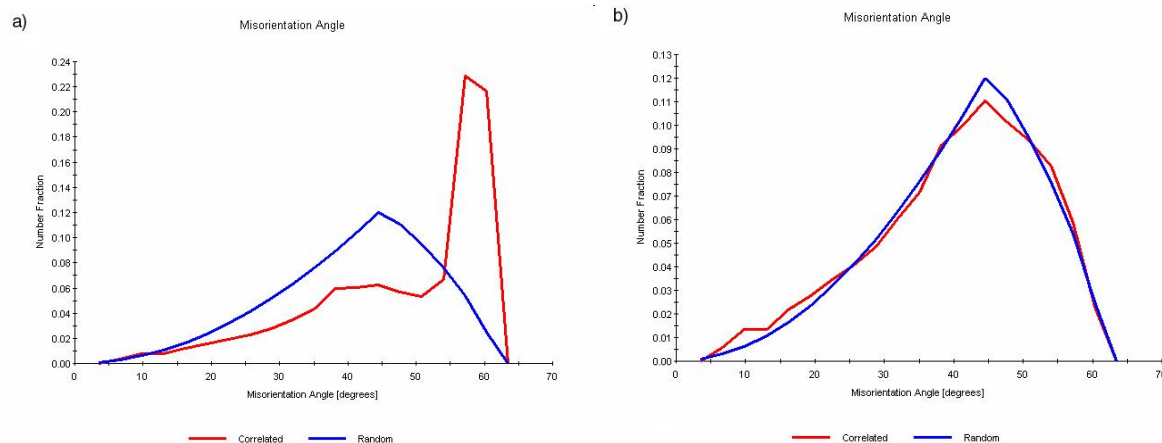 a)
Misorientation Angle
0.24
0.22
0.20
0.18
0.16
0.14
0.12
0.10
0.08
0.06
0.04
0.02
0.00
Number Fraction
0 10 20 30 40 50 60 70
Misorientation Angle [degrees]
Correlated Random
b)
Misorientation Angle
0.13
0.12
0.11
0.10
0.09
0.08
0.07
0.06
0.05
0.04
0.03
0.02
0.01
0.00
Number Fraction
0 10 20 30 40 50 60 70
Misorientation Angle [degrees]
Correlated Random